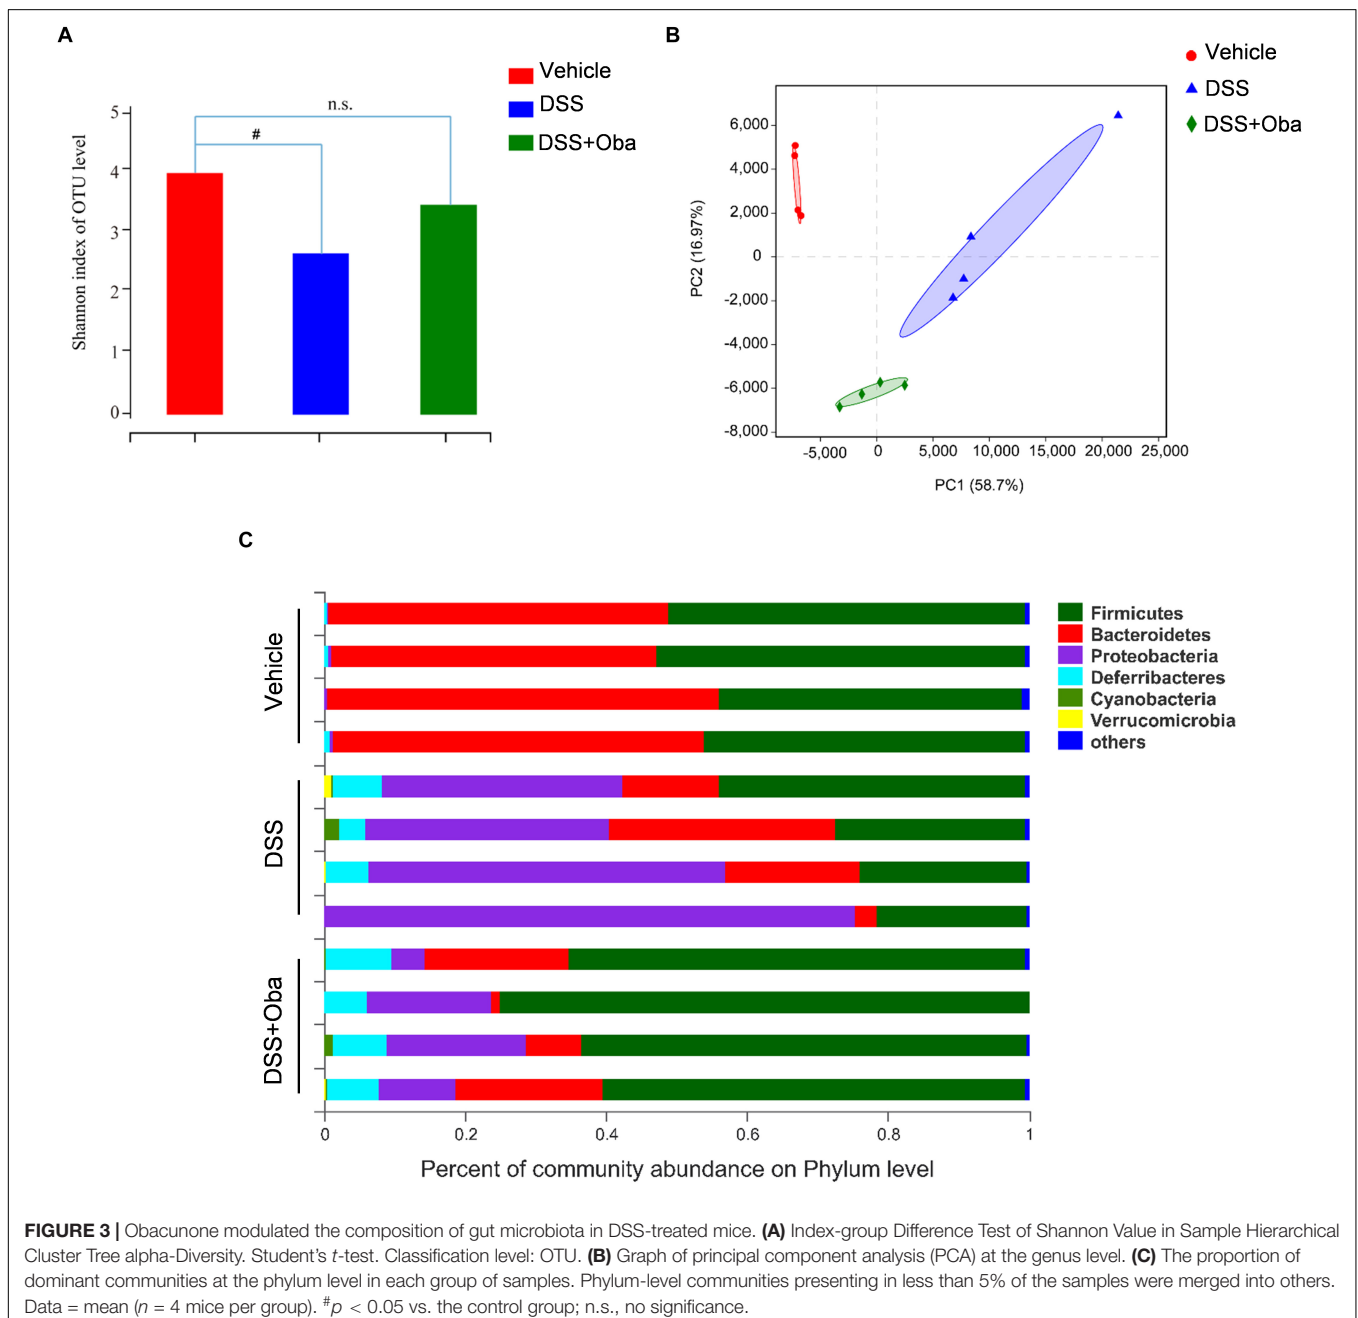 A
Vehicle
DSS
DSS+Oba
n.s.
#
5
4
3
2
1
0
Shannon index of OTU level
B
Vehicle
DSS
DSS+Oba
6,000
4,000
2,000
0
-2,000
-4,000
-6,000
-8,000
PC2 (16.97%)
-5,000 0 5,000 10,000 15,000 20,000 25,000
PC1 (58.7%)
C
Vehicle
DSS
DSS+Oba
Firmicutes
Bacteroidetes
Proteobacteria
Deferribacteres
Cyanobacteria
Verrucomicrobia
others
0 0.2 0.4 0.6 0.8 1
Percent of community abundance on Phylum level
FIGURE 3 | Obacunone modulated the composition of gut microbiota in DSS-treated mice. (A) Index-group Difference Test of Shannon Value in Sample Hierarchical
Cluster Tree alpha-Diversity. Student's t-test. Classification level: OTU. (B) Graph of principal component analysis (PCA) at the genus level. (C) The proportion of
dominant communities at the phylum level in each group of samples. Phylum-level communities presenting in less than 5% of the samples were merged into others.
Data = mean (n = 4 mice per group). #p < 0.05 vs. the control group; n.s., no significance.